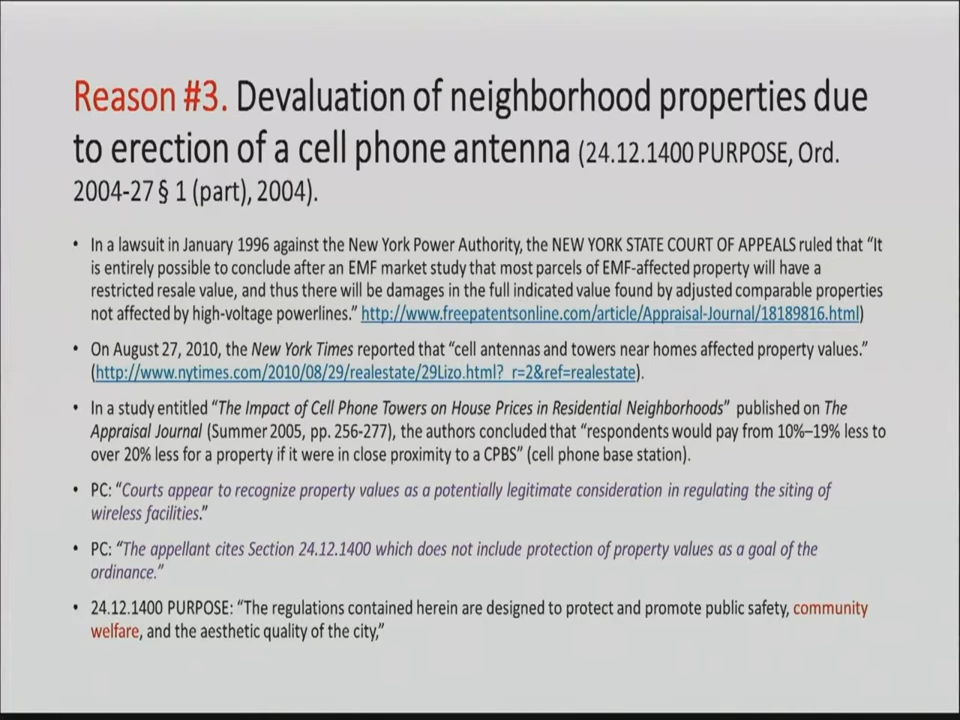 Reason #3. Devaluation of neighborhood properties due
to erection of a cell phone antenna (24.12.1400 PURPOSE, Ord.
2004-27 § 1 (part), 2004).
• In a lawsuit in January 1996 against the New York Power Authority, the NEW YORK STATE COURT OF APPEALS ruled that “It
is entirely possible to conclude after an EMF market study that most parcels of EMF-affected property will have a
restricted resale value, and thus there will be damages in the full indicated value found by adjusted comparable properties
not affected by high-voltage powerlines.” http://www.freepatentsonline.com/article/Appraisal-Journal/18189816.html)
• On August 27, 2010, the New York Times reported that “cell antennas and towers near homes affected property values.”
(http://www.nytimes.com/2010/08/29/realestate/29Lizo.html?_r=2&ref=realestate).
• In a study entitled “The Impact of Cell Phone Towers on House Prices in Residential Neighborhoods” published on The
Appraisal Journal (Summer 2005, pp. 256-277), the authors concluded that “respondents would pay from 10%–19% less to
over 20% less for a property if it were in close proximity to a CPBS” (cell phone base station).
• PC: “Courts appear to recognize property values as a potentially legitimate consideration in regulating the siting of
wireless facilities.”
• PC: “The appellant cites Section 24.12.1400 which does not include protection of property values as a goal of the
ordinance.”
• 24.12.1400 PURPOSE: “The regulations contained herein are designed to protect and promote public safety, community
welfare, and the aesthetic quality of the city,”